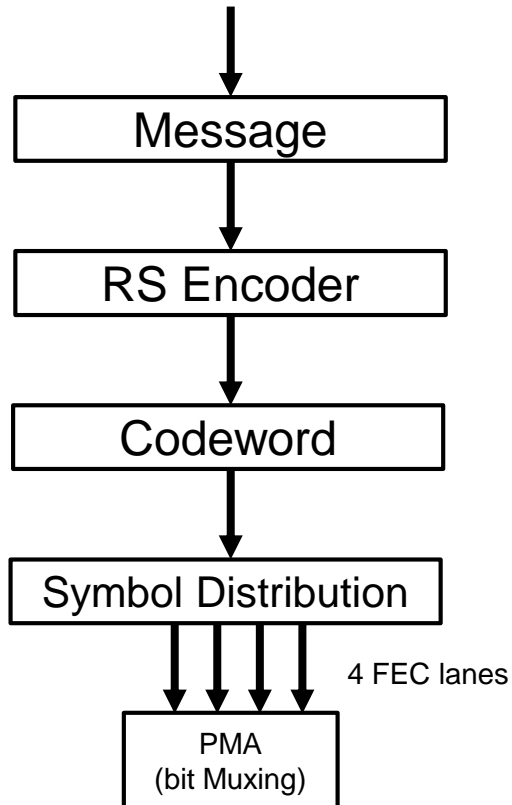 Message
RS Encoder
Codeword
Symbol Distribution
4 FEC lanes
PMA
(bit Muxing)